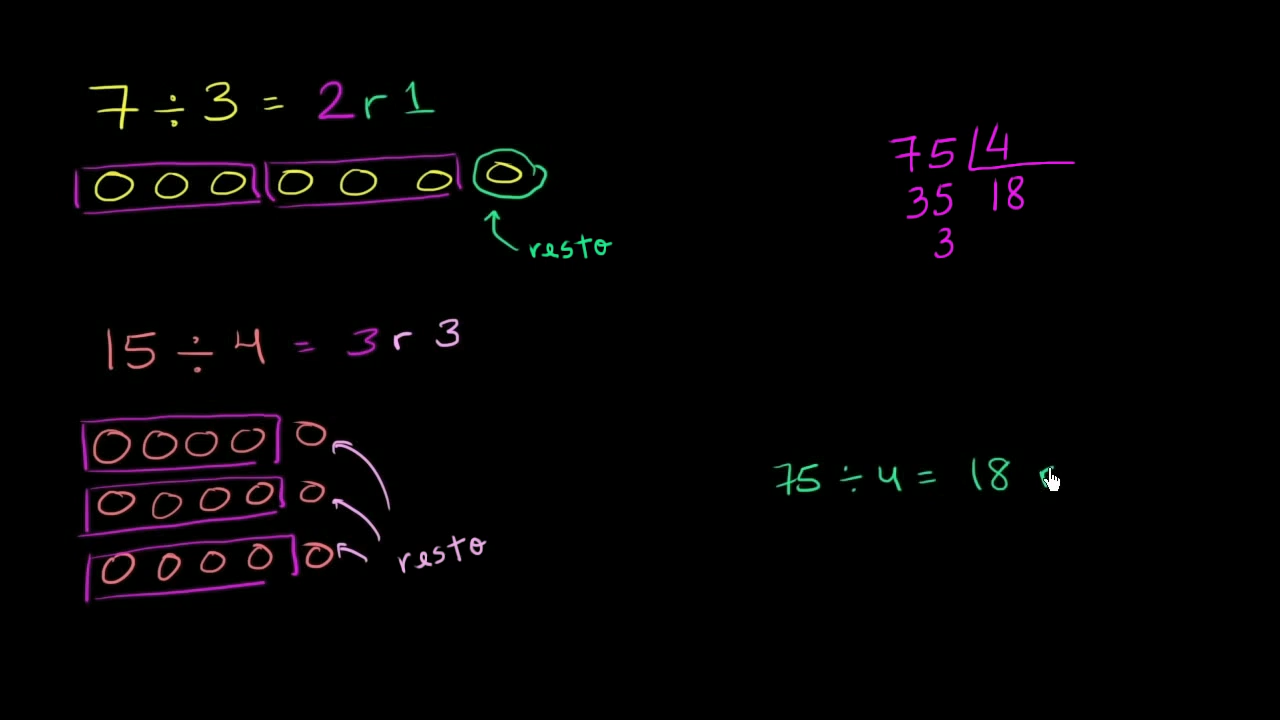 7 ÷ 3 = 2 r 1
resto
15 ÷ 4 = 3 r 3
resto
75 4
35 18
3
75 ÷ 4 = 18